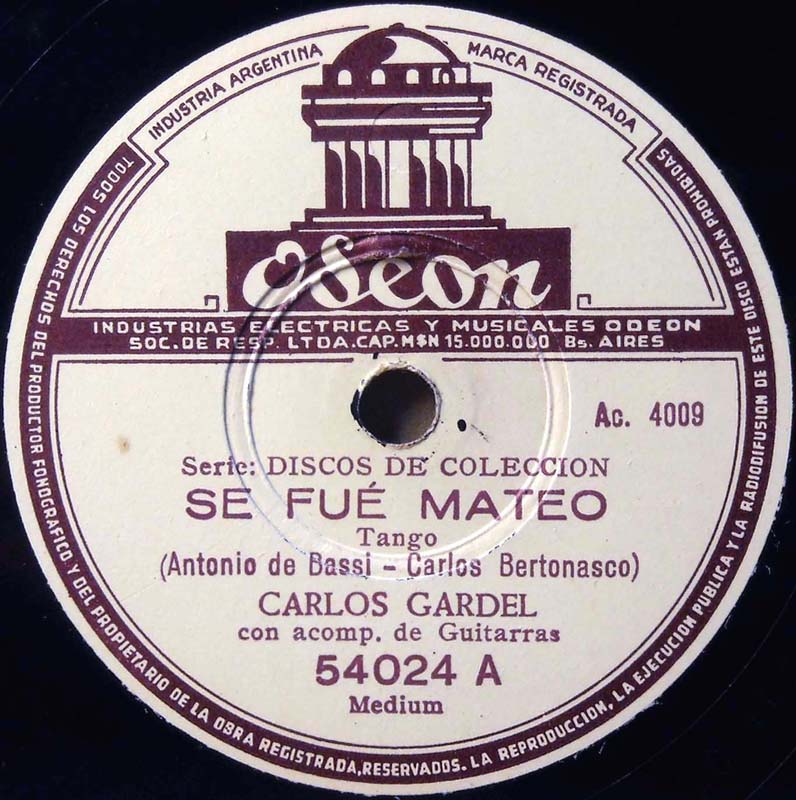 INDUSTRIA ARGENTINA
MARCA REGISTRADA
Odeon
INDUSTRIAS ELECTRICAS Y MUSICALES ODEON
SOC. DE RESP. LTDA. CAP. M$N 15.000.000 Bs. AIRES
Ac. 4009
Serie: DISCOS DE COLECCION
SE FUÉ MATEO
Tango
(Antonio de Bassi - Carlos Bertonasco)
CARLOS GARDEL
con acomp. de Guitarras
54024 A
Medium
TODOS LOS DERECHOS DEL PRODUCTOR FONOGRAFICO Y DEL PROPIETARIO DE LA OBRA REGISTRADA, RESERVADOS. LA REPRODUCCION, LA EJECUCION PUBLICA Y LA RADIODIFUSION DE ESTE DISCO ESTAN PROHIBIDAS